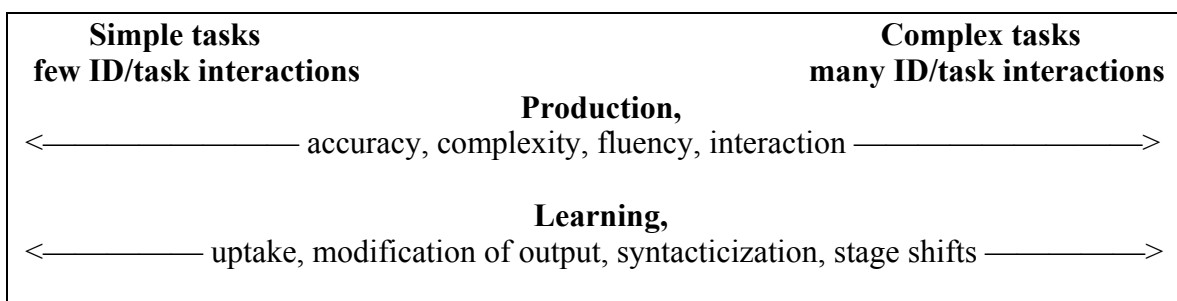 Simple tasks Complex tasks
few ID/task interactions many ID/task interactions
Production,
<—————————— accuracy, complexity, fluency, interaction ——————————>
Learning,
<——————— uptake, modification of output, syntacticization, stage shifts ——————>